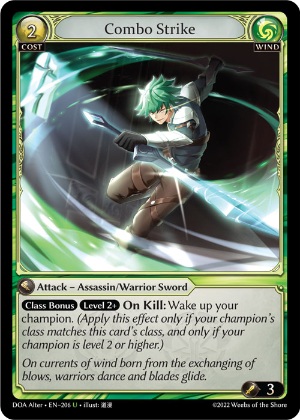 2 Combo Strike
COST WIND
Attack – Assassin/Warrior Sword
Class Bonus Level 2+ On Kill: Wake up your
champion. (Apply this effect only if your champion's
class matches this card's class, and only if your
champion is level 2 or higher.)
On currents of wind born from the exchanging of
blows, warriors dance and blades glide.
3
DOA Alter • EN-206 U • illust: 湯浸 ©2022 Weebs of the Shore